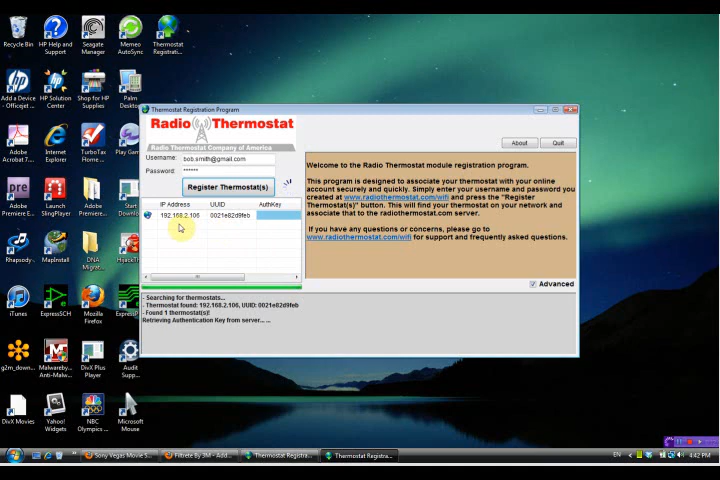 Recycle Bin
HP Help and Support
Seagate Manager
Memeo AutoSync
Thermostat Registrati...
Add a Device - Officejet ...
HP Solution Center
Shop for HP Supplies
Palm Desktop
Adobe Acrobat 7....
Internet Explorer
TurboTax Home ...
Play Gam
Adobe Premiere E...
Launch SlingPlayer
Adobe Premiere...
Start Downlo
Rhapsody-
MapInstall
DNA Migrat...
HijackTh
iTunes
ExpressSCH
Mozilla Firefox
ExpressP
g2m_down...
Malwareby... Anti-Malw...
DivX Plus Player
Audit Supp...
DivX Movies
Yahoo! Widgets
NBC Olympics ...
Microsoft Mouse
Thermostat Registration Program
Radio Thermostat
Radio Thermostat Company of America
About
Quit
Username: bob.smith@gmail.com
Password: ******
Register Thermostat(s)
IP Address UUID AuthKey
192.168.2.106 0021e82d9feb
Welcome to the Radio Thermostat module registration program.
This program is designed to associate your thermostat with your online
account securely and quickly. Simply enter your username and password you
created at www.radiothermostat.com/wifi and press the "Register
Thermostat(s)" button. This will find your thermostat on your network and
associate that to the radiothermostat.com server.
If you have any questions or concerns, please go to
www.radiothermostat.com/wifi for support and frequently asked questions.
Advanced
- Searching for thermostats...
- Thermostat found: 192.168.2.106, UUID: 0021e82d9feb
- Found 1 thermostat(s)!
Retrieving Authentication Key from server... ...
Sony Vegas Movie S...
Filtrete By 3M - Add...
Thermostat Registra...
Thermostat Registra...
EN
4:42 PM